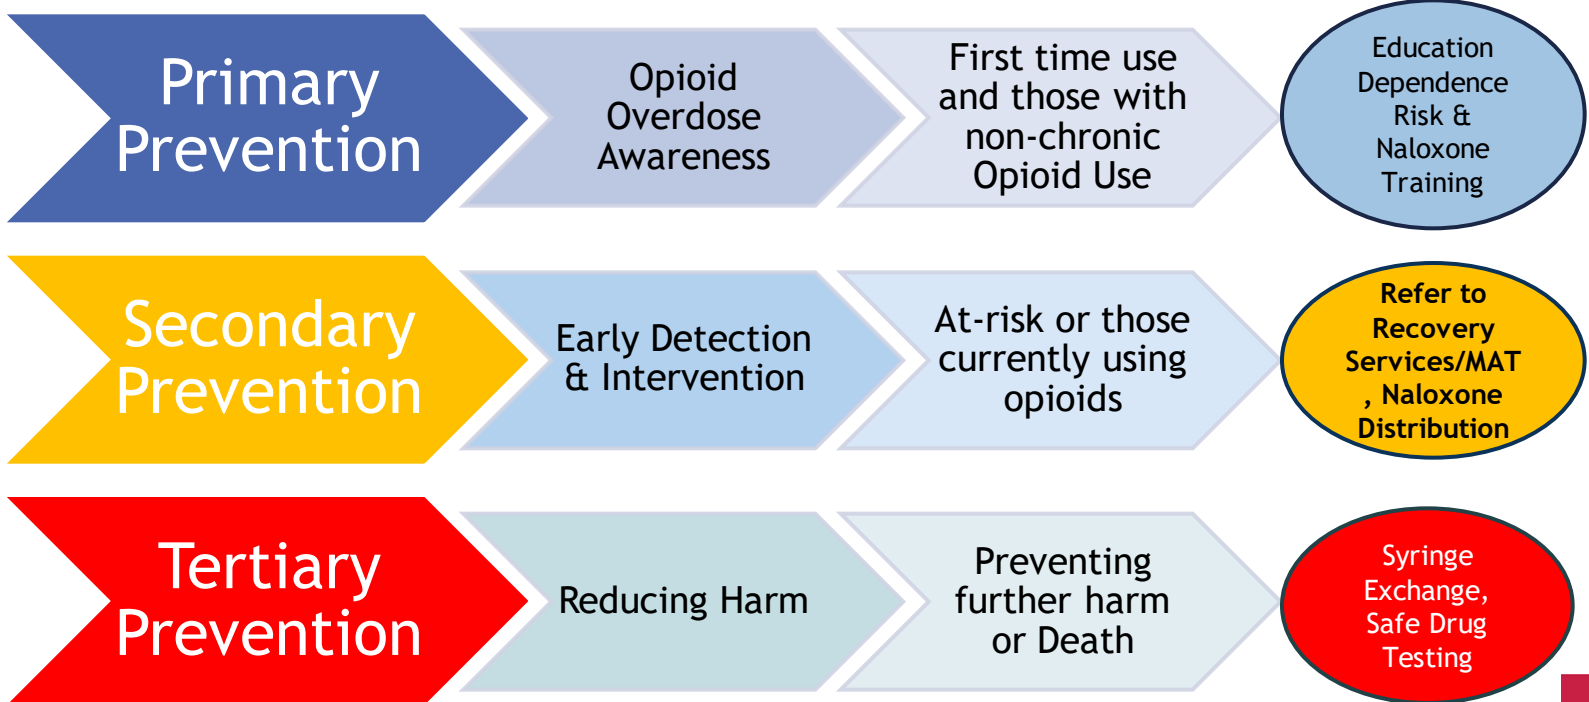 Primary
Prevention
Opioid
Overdose
Awareness
First time use
and those with
non-chronic
Opioid Use
Education
Dependence
Risk &
Naloxone
Training
Secondary
Prevention
Early Detection
& Intervention
At-risk or those
currently using
opioids
Refer to
Recovery
Services/MAT
, Naloxone
Distribution
Tertiary
Prevention
Reducing Harm
Preventing
further harm
or Death
Syringe
Exchange,
Safe Drug
Testing